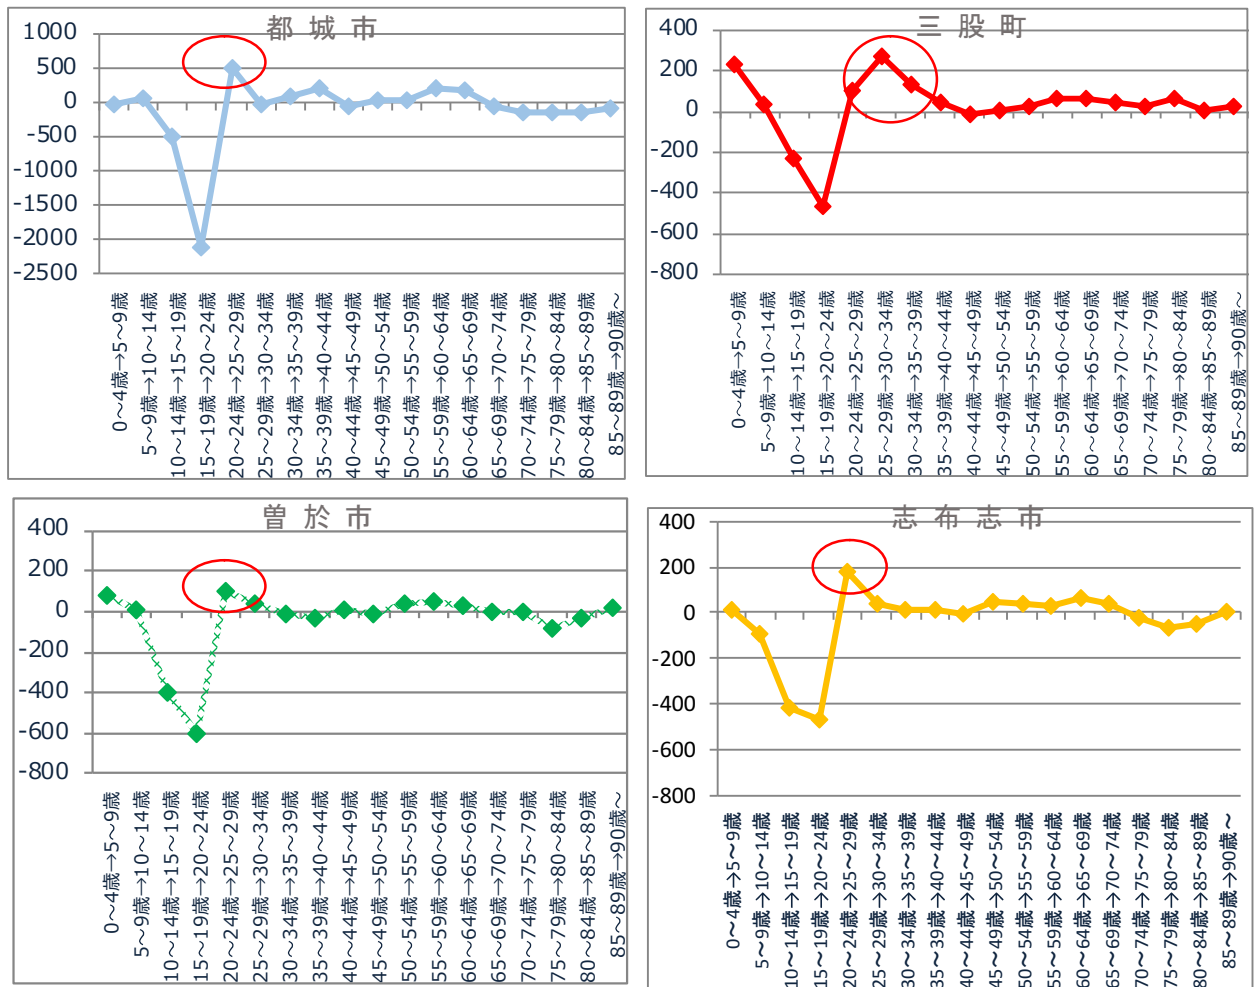 都城市
1000
500
0
-500
-1000
-1500
-2000
-2500
0～4歳→5～9歳
5～9歳→10～14歳
10～14歳→15～19歳
15～19歳→20～24歳
20～24歳→25～29歳
25～29歳→30～34歳
30～34歳→35～39歳
35～39歳→40～44歳
40～44歳→45～49歳
45～49歳→50～54歳
50～54歳→55～59歳
55～59歳→60～64歳
60～64歳→65～69歳
65～69歳→70～74歳
70～74歳→75～79歳
75～79歳→80～84歳
80～84歳→85～89歳
85～89歳→90歳～
三股町
400
200
0
-200
-400
-600
-800
0～4歳→5～9歳
5～9歳→10～14歳
10～14歳→15～19歳
15～19歳→20～24歳
20～24歳→25～29歳
25～29歳→30～34歳
30～34歳→35～39歳
35～39歳→40～44歳
40～44歳→45～49歳
45～49歳→50～54歳
50～54歳→55～59歳
55～59歳→60～64歳
60～64歳→65～69歳
65～69歳→70～74歳
70～74歳→75～79歳
75～79歳→80～84歳
80～84歳→85～89歳
85～89歳→90歳～
曽於市
400
200
0
-200
-400
-600
-800
0～4歳→5～9歳
5～9歳→10～14歳
10～14歳→15～19歳
15～19歳→20～24歳
20～24歳→25～29歳
25～29歳→30～34歳
30～34歳→35～39歳
35～39歳→40～44歳
40～44歳→45～49歳
45～49歳→50～54歳
50～54歳→55～59歳
55～59歳→60～64歳
60～64歳→65～69歳
65～69歳→70～74歳
70～74歳→75～79歳
75～79歳→80～84歳
80～84歳→85～89歳
85～89歳→90歳～
志布志市
400
200
0
-200
-400
-600
-800
0～4歳→5～9歳
5～9歳→10～14歳
10～14歳→15～19歳
15～19歳→20～24歳
20～24歳→25～29歳
25～29歳→30～34歳
30～34歳→35～39歳
35～39歳→40～44歳
40～44歳→45～49歳
45～49歳→50～54歳
50～54歳→55～59歳
55～59歳→60～64歳
60～64歳→65～69歳
65～69歳→70～74歳
70～74歳→75～79歳
75～79歳→80～84歳
80～84歳→85～89歳
85～89歳→90歳～